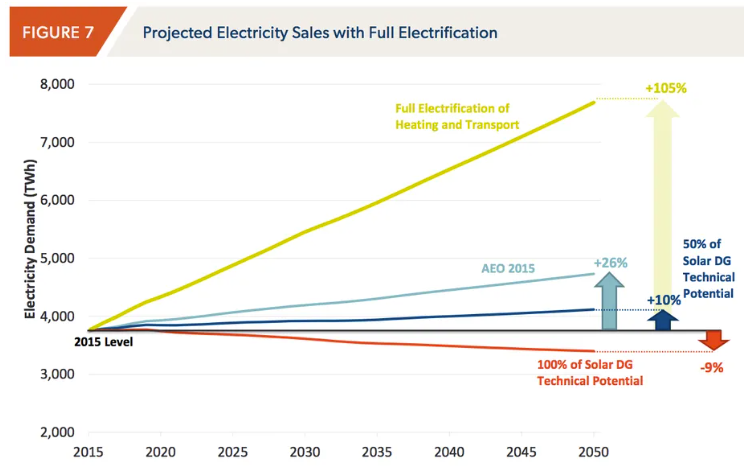 FIGURE 7
Projected Electricity Sales with Full Electrification
8,000
7,000
6,000
5,000
4,000
3,000
2,000
Electricity Demand (TWh)
2015
2020
2025
2030
2035
2040
2045
2050
+105%
Full Electrification of
Heating and Transport
50% of
Solar DG
Technical
Potential
AEO 2015
+26%
+10%
2015 Level
100% of Solar DG
Technical Potential
-9%